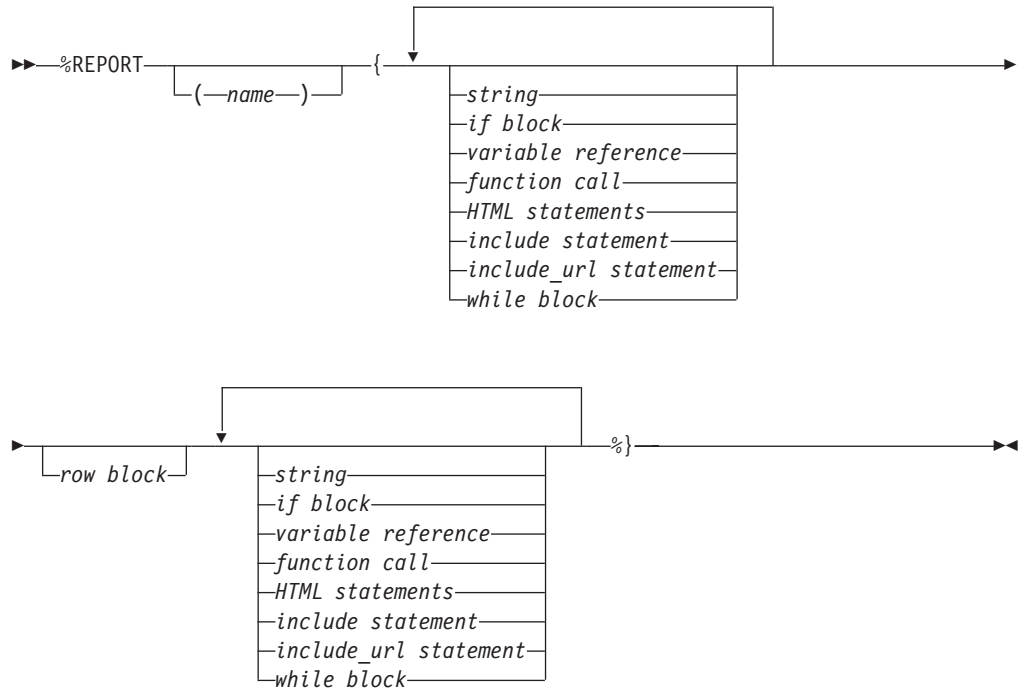 %REPORT { 
( name )
string
if block
variable reference
function call
HTML statements
include statement
include_url statement
while block
%}
row block
string
if block
variable reference
function call
HTML statements
include statement
include_url statement
while block